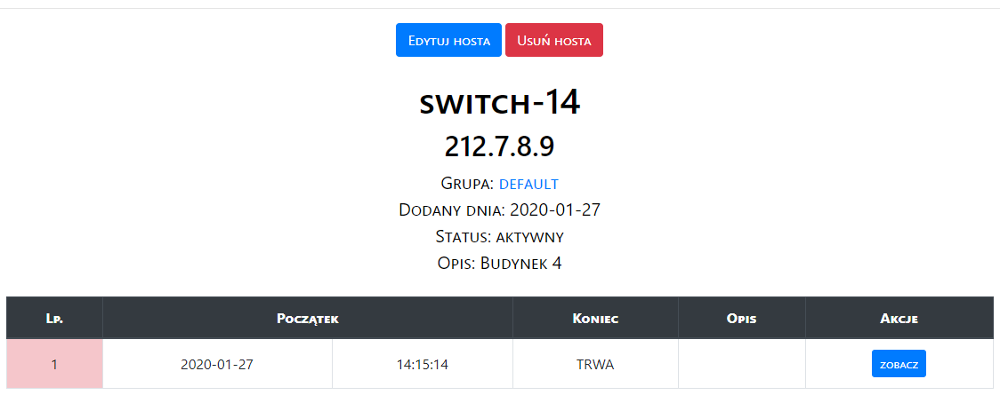 Edytuj hosta Usuń hosta
switch-14
212.7.8.9
Grupa: default
Dodany dnia: 2020-01-27
Status: aktywny
Opis: Budynek 4
Lp. Początek Koniec Opis Akcje
1 2020-01-27 14:15:14 TRWA zobacz